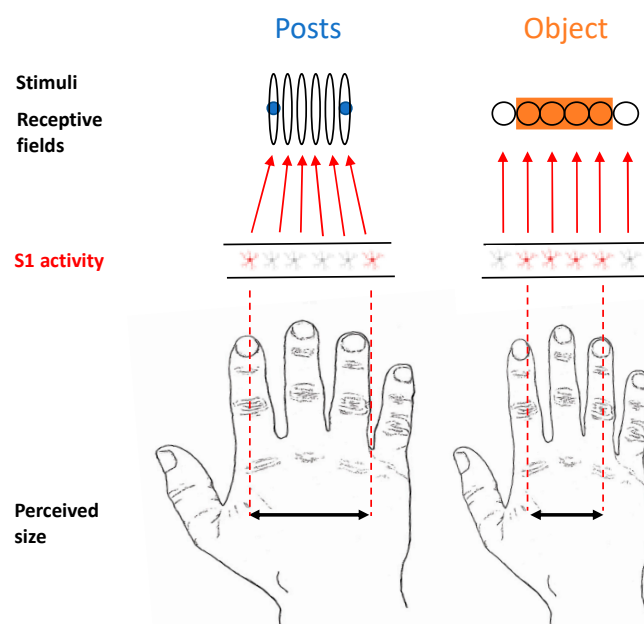 Posts
Object
Stimuli
Receptive
fields
S1 activity
Perceived
size